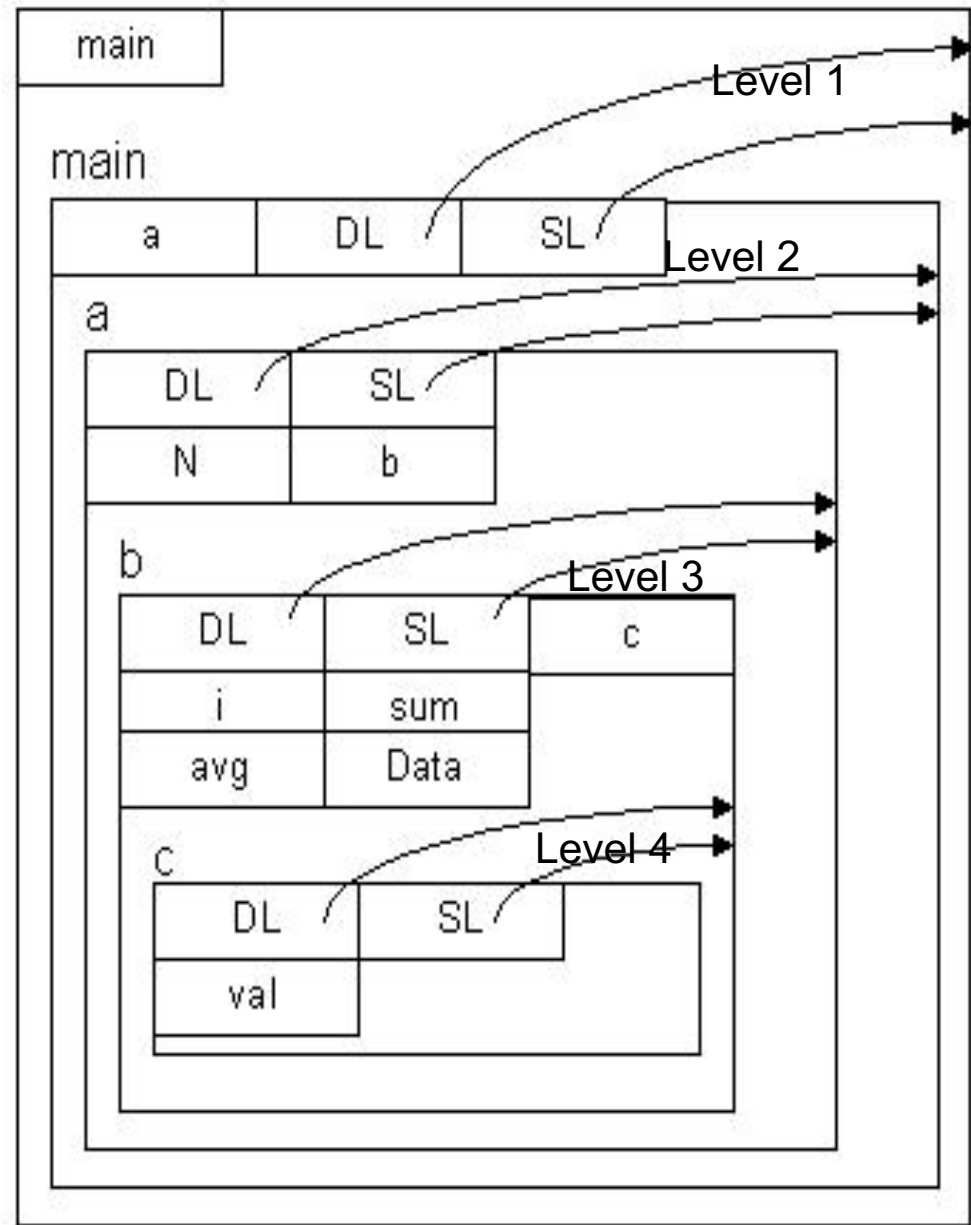 main
Level 1
main
a DL SL
Level 2
a
DL SL
N b
b
Level 3
DL SL c
i sum
avg Data
Level 4
C
DL SL
val